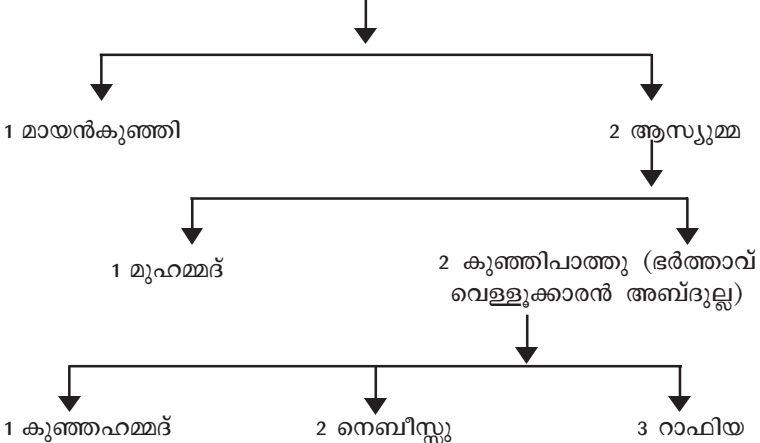 1 മായൻകുഞ്ഞി
2 ആസ്യുമ്മ
1 മുഹമ്മദ്
2 കുഞ്ഞിപാത്തു (ഭർത്താവ്
വെള്ളൂക്കാരൻ അബ്ദുല്ല)
1 കുഞ്ഞഹമ്മദ്
2 നെബീസ്സു
3 റാഫിയ